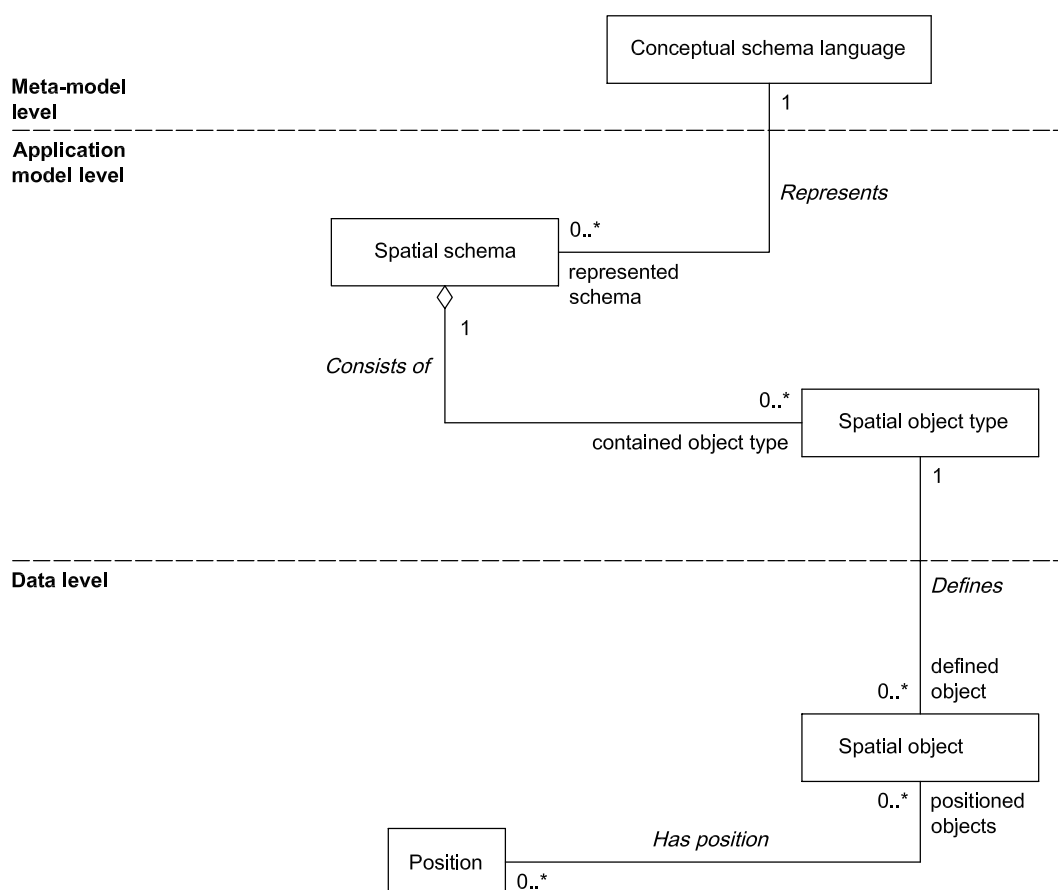 Conceptual schema language
Meta-model
level
1
Application
model level
Represents
0..*
Spatial schema
represented
schema
1
Consists of
0..*
Spatial object type
contained object type
1
Data level
Defines
defined
object
0..*
Spatial object
0..*
positioned
objects
Has position
Position
0..*